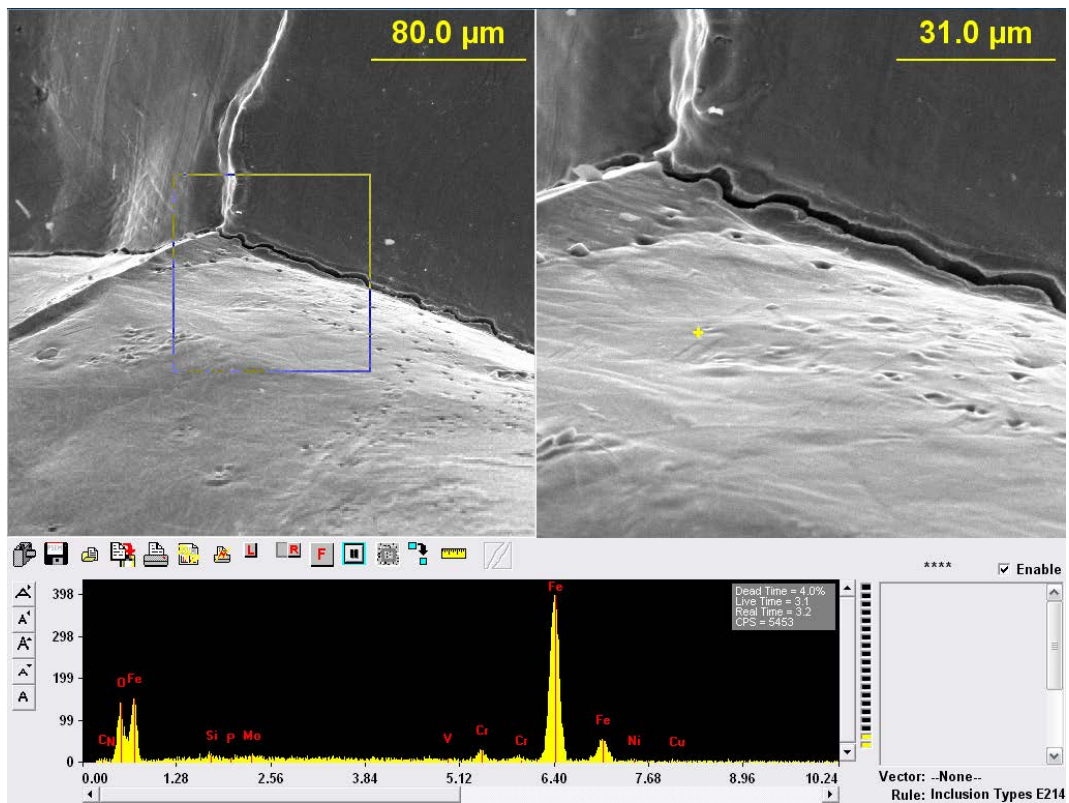 80.0 µm
31.0 µm
L R F
**** Enable
A
A
A
A
A
398
298
199
99
0
C N O Fe Si P Mo V Cr Cr Fe Fe Ni Cu
Dead Time = 4.0%
Live Time = 3.1
Real Time = 3.2
CPS = 5453
0.00 1.28 2.56 3.84 5.12 6.40 7.68 8.96 10.24
Vector: --None--
Rule: Inclusion Types E214